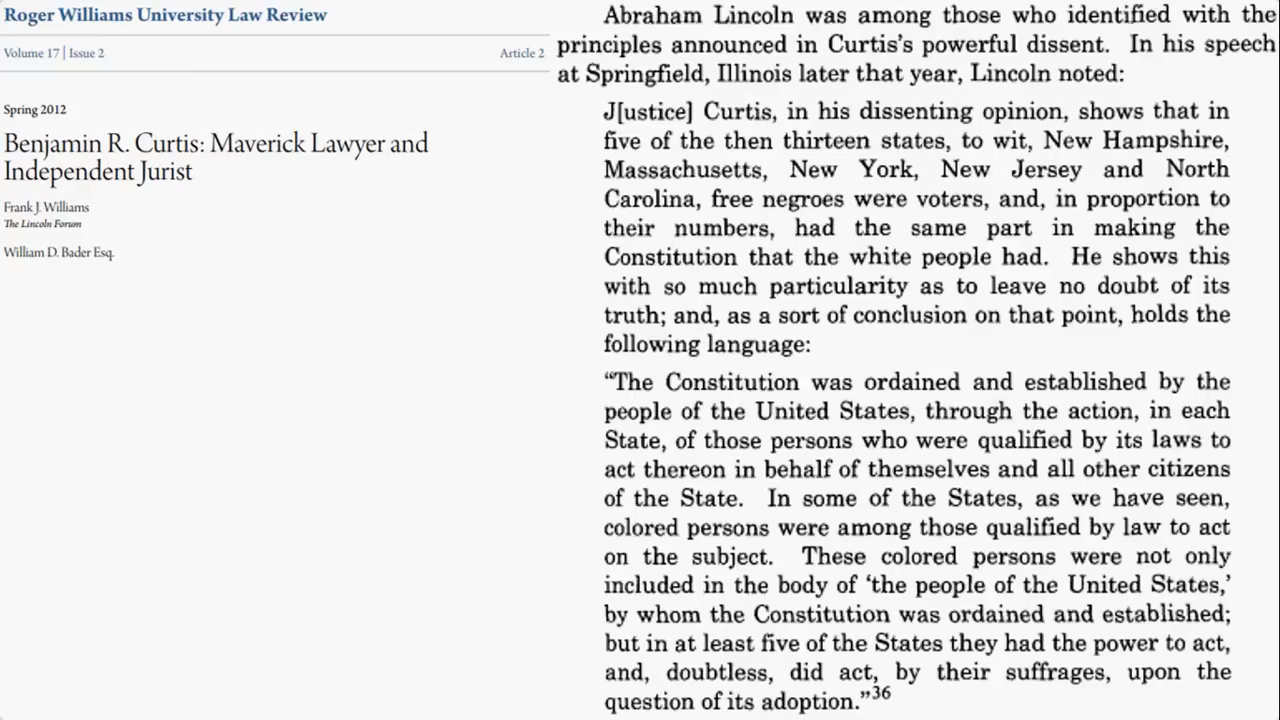 Roger Williams University Law Review
Volume 17 | Issue 2
Article 2
Spring 2012
Benjamin R. Curtis: Maverick Lawyer and
Independent Jurist
Frank J. Williams
The Lincoln Forum
William D. Bader Esq.
Abraham Lincoln was among those who identified with the
principles announced in Curtis's powerful dissent. In his speech
at Springfield, Illinois later that year, Lincoln noted:
J[ustice] Curtis, in his dissenting opinion, shows that in
five of the then thirteen states, to wit, New Hampshire,
Massachusetts, New York, New Jersey and North
Carolina, free negroes were voters, and, in proportion to
their numbers, had the same part in making the
Constitution that the white people had. He shows this
with so much particularity as to leave no doubt of its
truth; and, as a sort of conclusion on that point, holds the
following language:
“The Constitution was ordained and established by the
people of the United States, through the action, in each
State, of those persons who were qualified by its laws to
act thereon in behalf of themselves and all other citizens
of the State. In some of the States, as we have seen,
colored persons were among those qualified by law to act
on the subject. These colored persons were not only
included in the body of ‘the people of the United States,’
by whom the Constitution was ordained and established;
but in at least five of the States they had the power to act,
and, doubtless, did act, by their suffrages, upon the
question of its adoption.”36